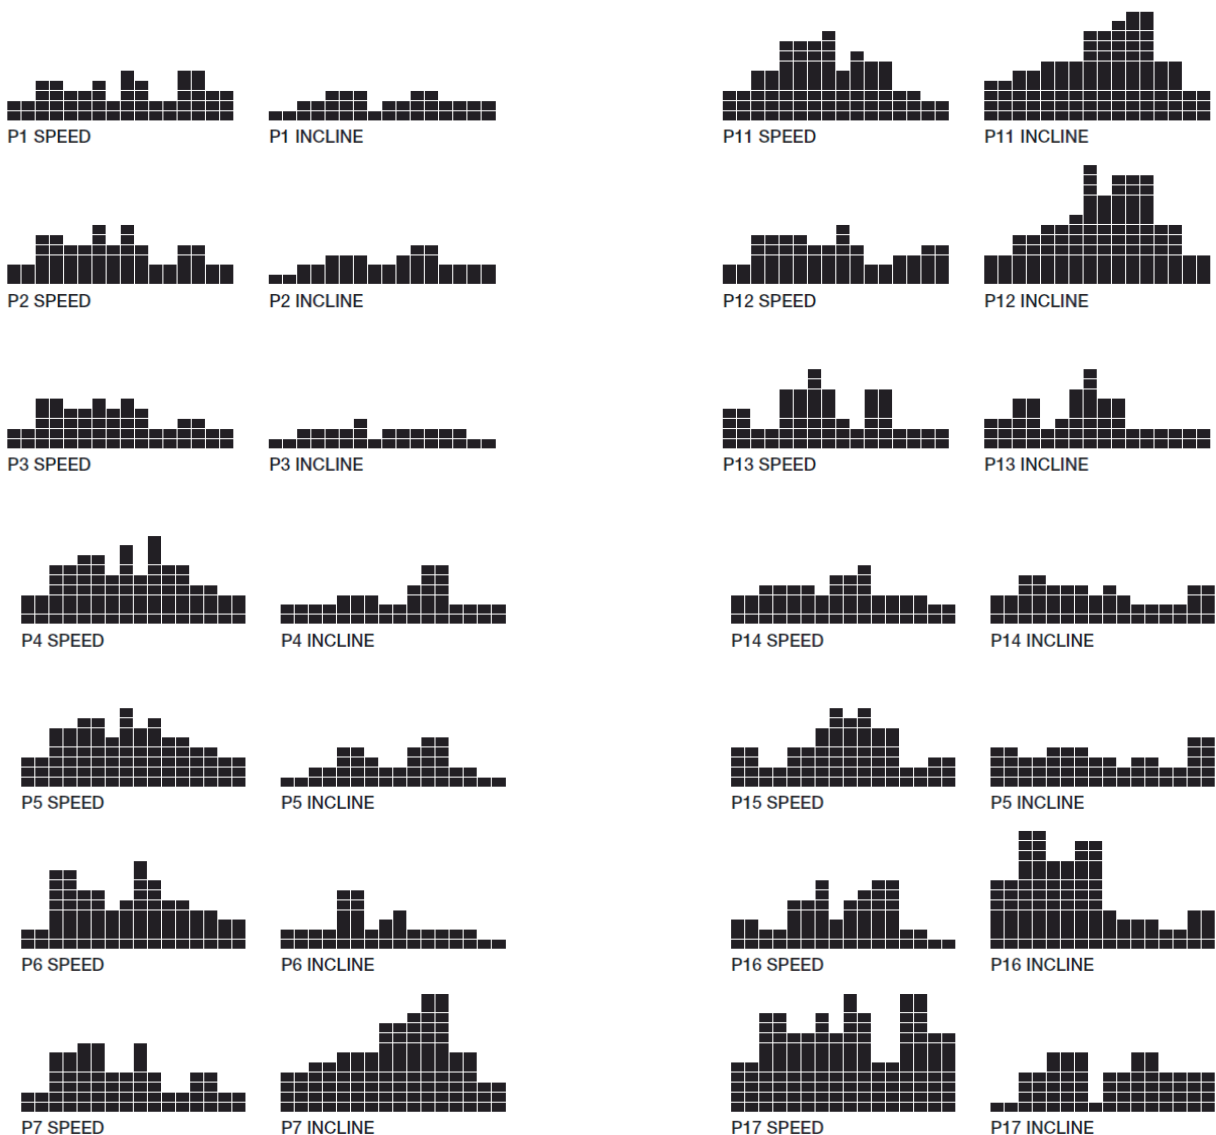 P1 SPEED
P1 INCLINE
P11 SPEED
P11 INCLINE
P2 SPEED
P2 INCLINE
P12 SPEED
P12 INCLINE
P3 SPEED
P3 INCLINE
P13 SPEED
P13 INCLINE
P4 SPEED
P4 INCLINE
P14 SPEED
P14 INCLINE
P5 SPEED
P5 INCLINE
P15 SPEED
P5 INCLINE
P6 SPEED
P6 INCLINE
P16 SPEED
P16 INCLINE
P7 SPEED
P7 INCLINE
P17 SPEED
P17 INCLINE